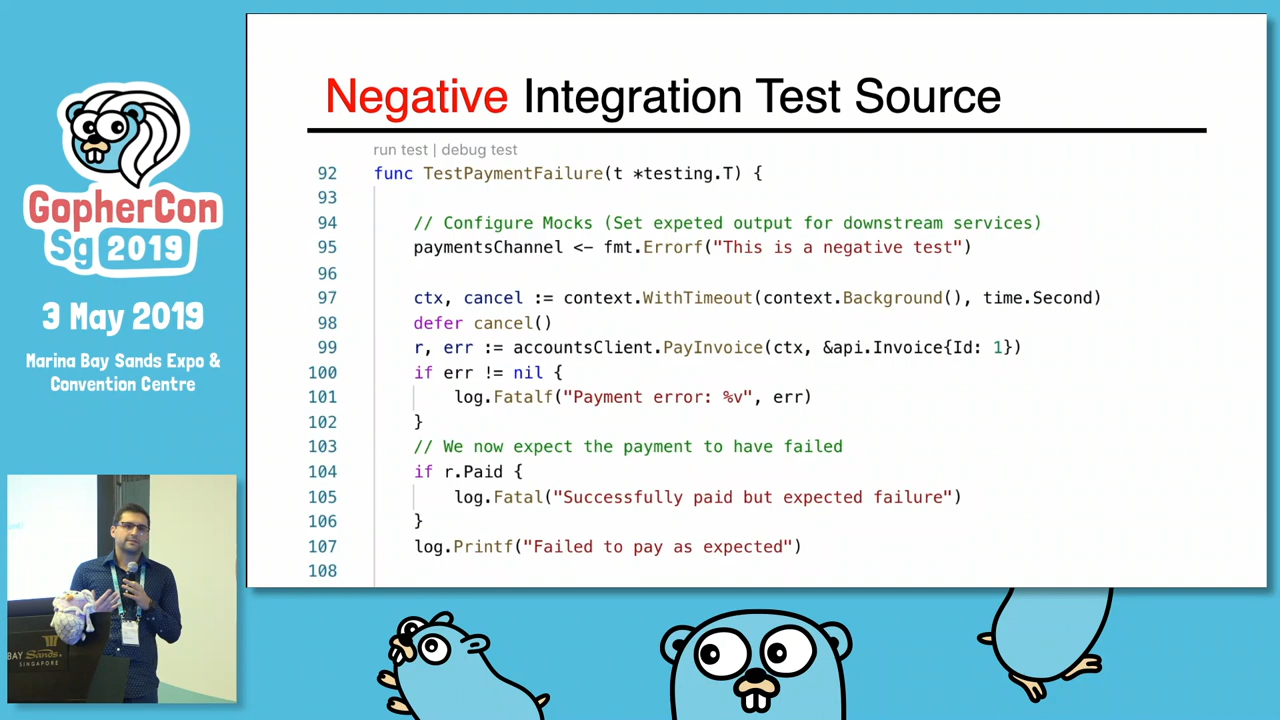 GopherCon
Sg 2019
3 May 2019
Marina Bay Sands Expo &
Convention Centre
Negative Integration Test Source
run test | debug test
92 func TestPaymentFailure(t *testing.T) {
93
94 // Configure Mocks (Set expeted output for downstream services)
95 paymentsChannel <- fmt.Errorf("This is a negative test")
96
97 ctx, cancel := context.WithTimeout(context.Background(), time.Second)
98 defer cancel()
99 r, err := accountsClient.PayInvoice(ctx, &api.Invoice{Id: 1})
100 if err != nil {
101 log.Fatalf("Payment error: %v", err)
102 }
103 // We now expect the payment to have failed
104 if r.Paid {
105 log.Fatal("Successfully paid but expected failure")
106 }
107 log.Printf("Failed to pay as expected")
108
BAY Sands
SINGAPORE